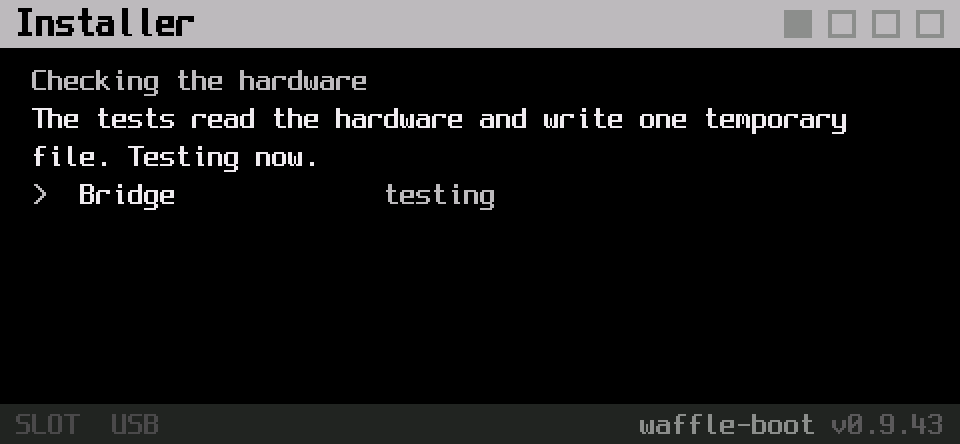 Installer
Checking the hardware
The tests read the hardware and write one temporary
file. Testing now.
> Bridge testing
SLOT USB waffle-boot v0.9.43